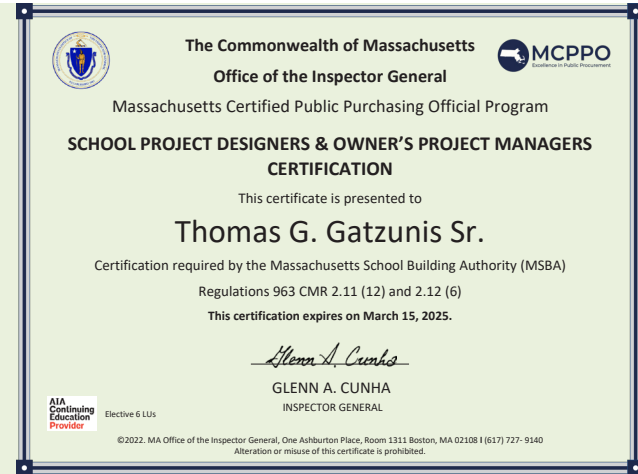 The Commonwealth of Massachusetts
Office of the Inspector General
MCPPO
Excellence in Public Procurement
Massachusetts Certified Public Purchasing Official Program
SCHOOL PROJECT DESIGNERS & OWNER'S PROJECT MANAGERS
CERTIFICATION
This certificate is presented to
Thomas G. Gatzunis Sr.
Certification required by the Massachusetts School Building Authority (MSBA)
Regulations 963 CMR 2.11 (12) and 2.12 (6)
This certification expires on March 15, 2025.
Glenn A. Cunha
GLENN A. CUNHA
INSPECTOR GENERAL
AIA
Continuing
Education
Provider
Elective 6 LUs
©2022. MA Office of the Inspector General, One Ashburton Place, Room 1311 Boston, MA 02108 I (617) 727- 9140
Alteration or misuse of this certificate is prohibited.